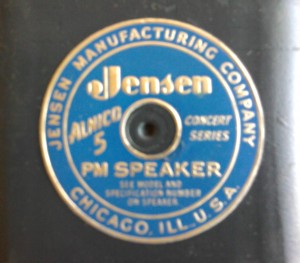 JENSEN MANUFACTURING COMPANY
Jensen
ALNICO 5
CONCERT SERIES
PM SPEAKER
SEE MODEL AND
SPECIFICATION NUMBER
ON SPEAKER
CHICAGO, ILL., U.S.A.